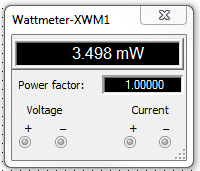 Wattmeter-XWM1
3.498 mW
Power factor: 1.00000
Voltage Current
+ − + −